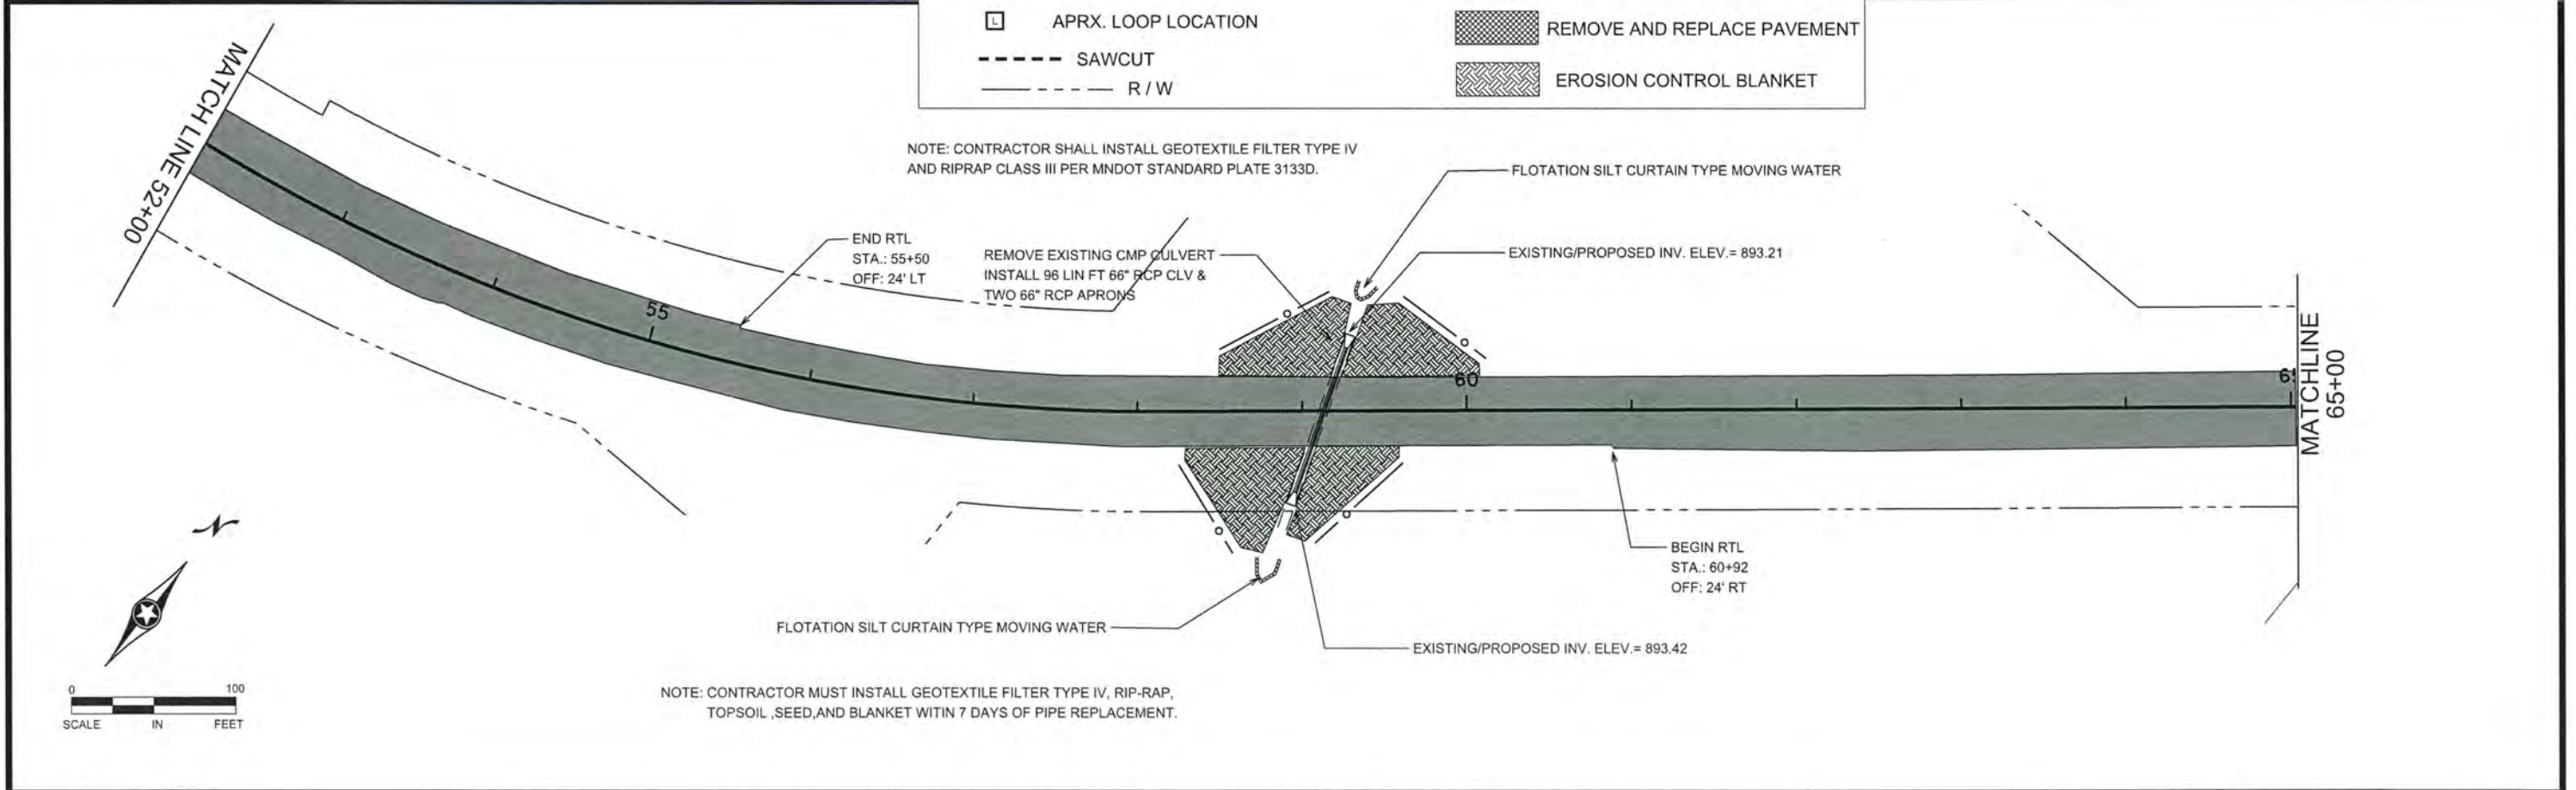 L APRX. LOOP LOCATION
SAWCUT
R / W
REMOVE AND REPLACE PAVEMENT
EROSION CONTROL BLANKET
MATCH LINE 52+00
NOTE: CONTRACTOR SHALL INSTALL GEOTEXTILE FILTER TYPE IV
AND RIPRAP CLASS III PER MNDOT STANDARD PLATE 3133D.
FLOTATION SILT CURTAIN TYPE MOVING WATER
END RTL
STA.: 55+50
OFF: 24' LT
REMOVE EXISTING CMP CULVERT
INSTALL 96 LIN FT 66" RCP CLV &
TWO 66" RCP APRONS
EXISTING/PROPOSED INV. ELEV.= 893.21
55
60
MATCHLINE
65+00
N
BEGIN RTL
STA.: 60+92
OFF: 24' RT
FLOTATION SILT CURTAIN TYPE MOVING WATER
EXISTING/PROPOSED INV. ELEV.= 893.42
0 100
SCALE IN FEET
NOTE: CONTRACTOR MUST INSTALL GEOTEXTILE FILTER TYPE IV, RIP-RAP,
TOPSOIL ,SEED,AND BLANKET WITIN 7 DAYS OF PIPE REPLACEMENT.